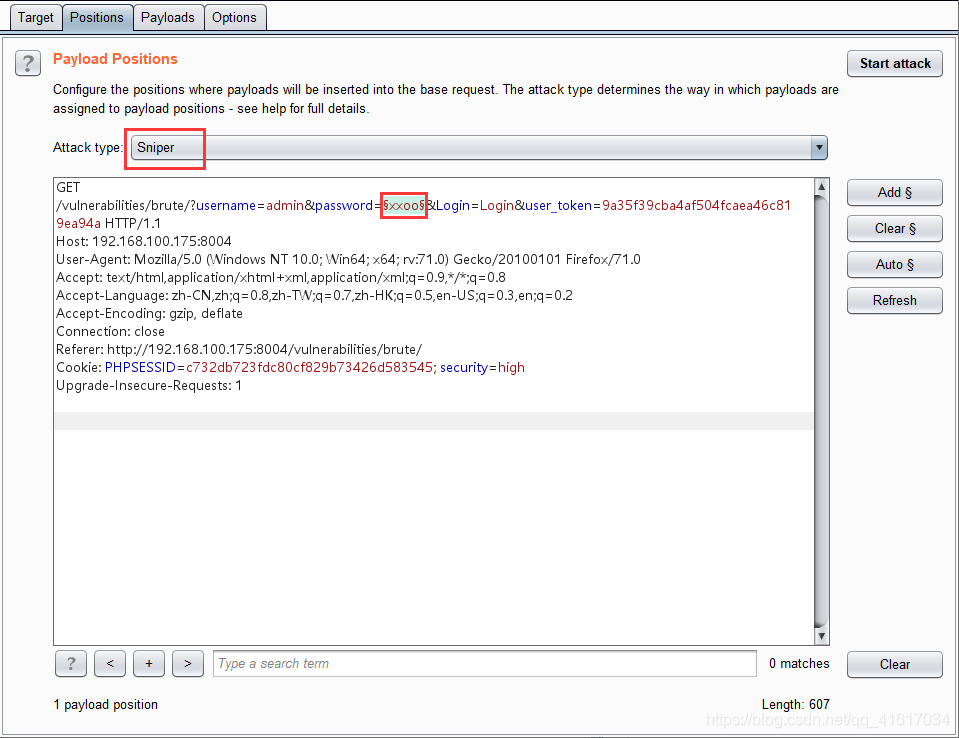 Target Positions Payloads Options
? Payload Positions Start attack
Configure the positions where payloads will be inserted into the base request. The attack type determines the way in which payloads are
assigned to payload positions - see help for full details.
Attack type: Sniper
GET
/vulnerabilities/brute/?username=admin&password=§xxoo§&Login=Login&user_token=9a35f39cba4af504fcaea46c81
9ea94a HTTP/1.1
Host: 192.168.100.175:8004
User-Agent: Mozilla/5.0 (Windows NT 10.0; Win64; x64; rv:71.0) Gecko/20100101 Firefox/71.0
Accept: text/html,application/xhtml+xml,application/xml;q=0.9,*/*;q=0.8
Accept-Language: zh-CN,zh;q=0.8,zh-TW;q=0.7,zh-HK;q=0.5,en-US;q=0.3,en;q=0.2
Accept-Encoding: gzip, deflate
Connection: close
Referer: http://192.168.100.175:8004/vulnerabilities/brute/
Cookie: PHPSESSID=c732db723fdc80cf829b73426d583545; security=high
Upgrade-Insecure-Requests: 1
Add §
Clear §
Auto §
Refresh
? < + > Type a search term 0 matches Clear
1 payload position Length: 607
https://blog.csdn.net/qq_41617034